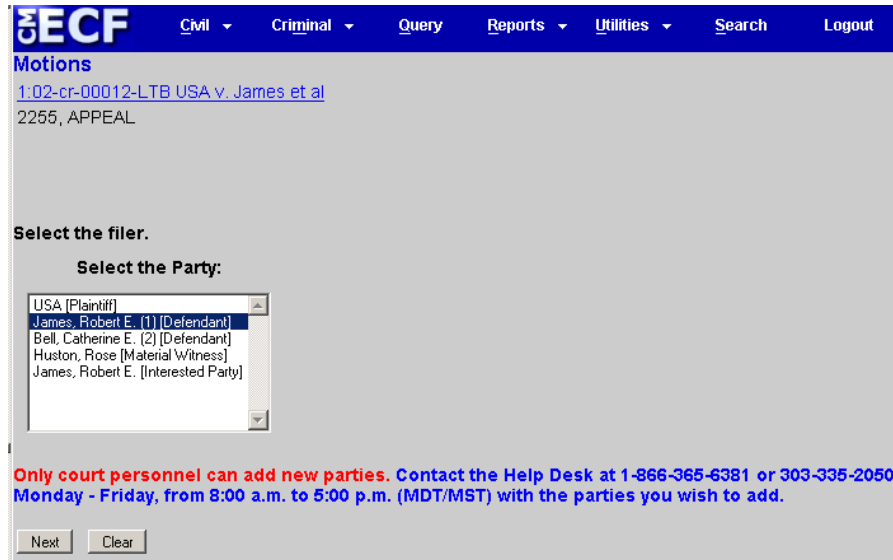 CM ECF Civil Criminal Query Reports Utilities Search Logout
Motions
1:02-cr-00012-LTB USA v. James et al
2255, APPEAL
Select the filer.
Select the Party:
USA [Plaintiff]
James, Robert E. (1) [Defendant]
Bell, Catherine E. (2) [Defendant]
Huston, Rose [Material Witness]
James, Robert E. [Interested Party]
Only court personnel can add new parties. Contact the Help Desk at 1-866-365-6381 or 303-335-2050
Monday - Friday, from 8:00 a.m. to 5:00 p.m. (MDT/MST) with the parties you wish to add.
Next Clear